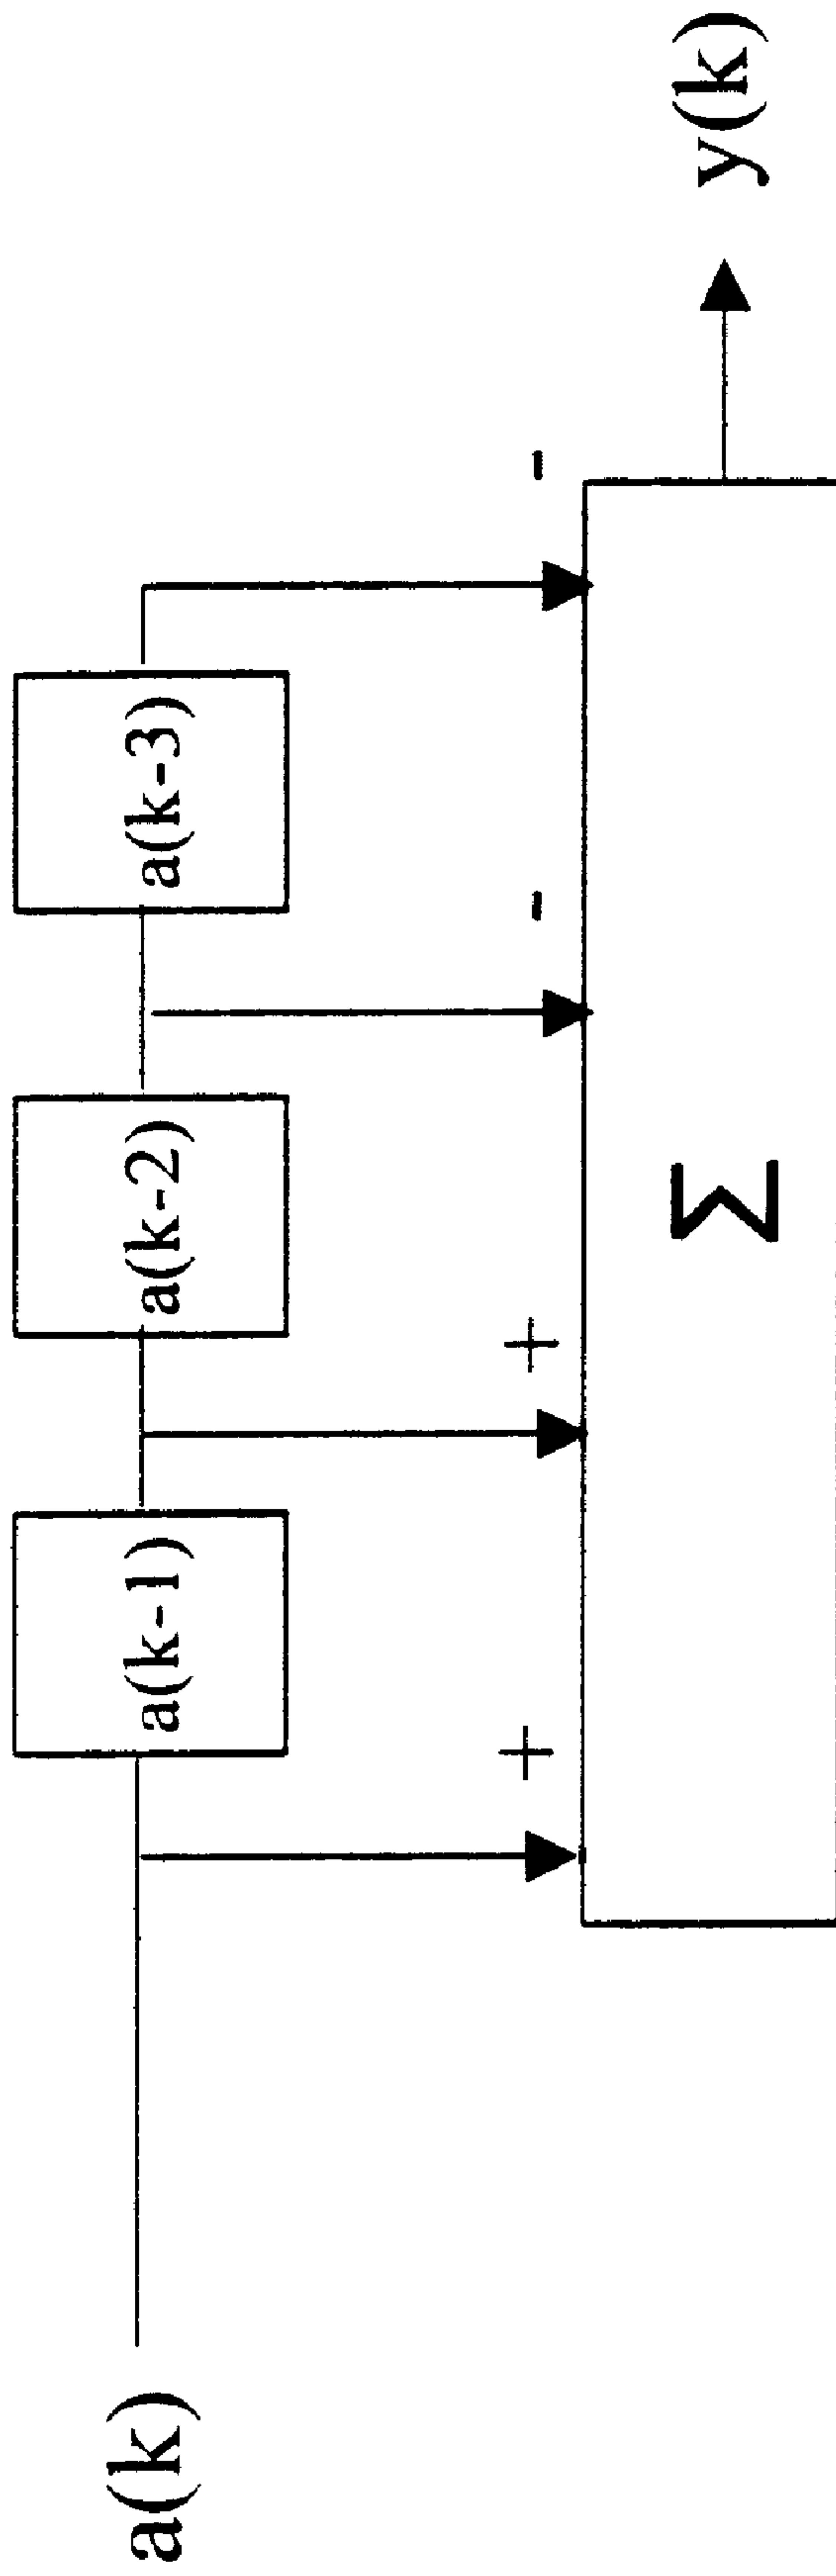 a(k)
a(k-1)
a(k-2)
a(k-3)
+
+
-
-
Σ
y(k)